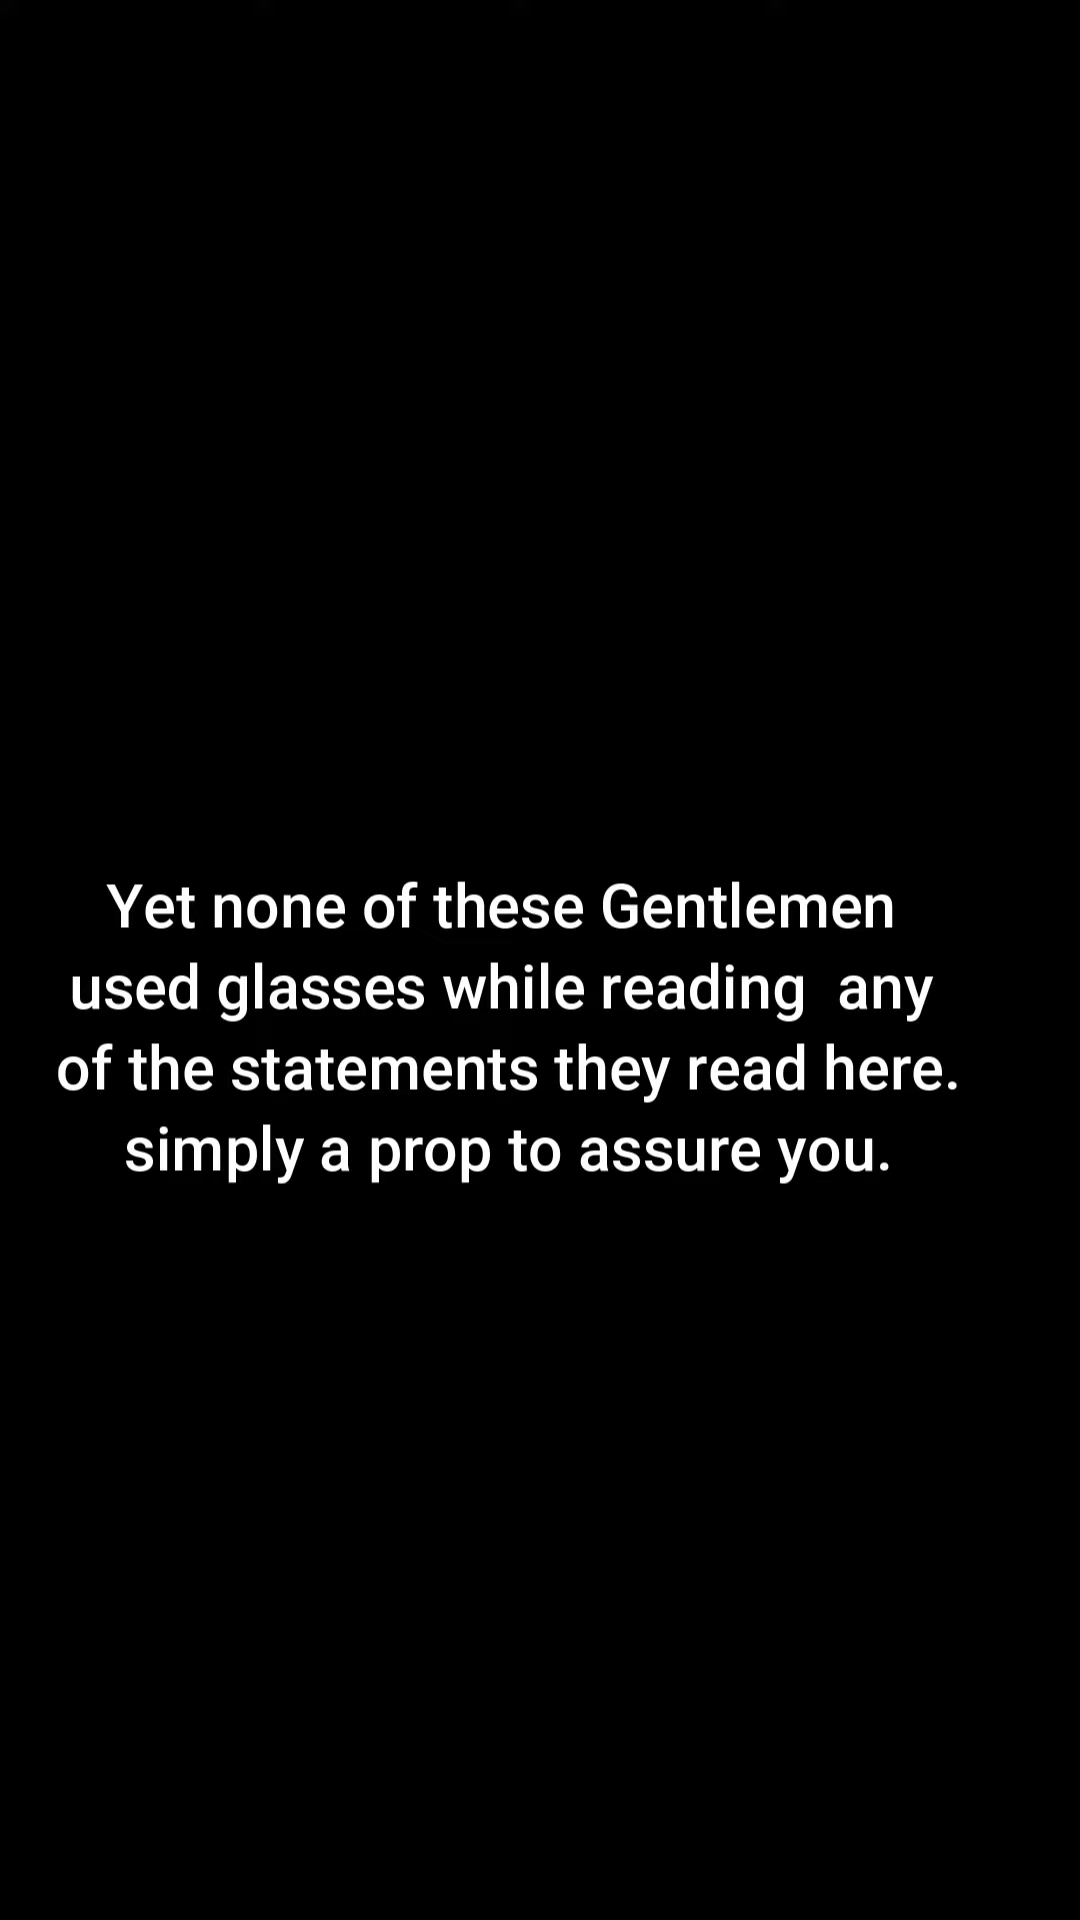 Yet none of these Gentlemen
used glasses while reading  any
of the statements they read here.
simply a prop to assure you.